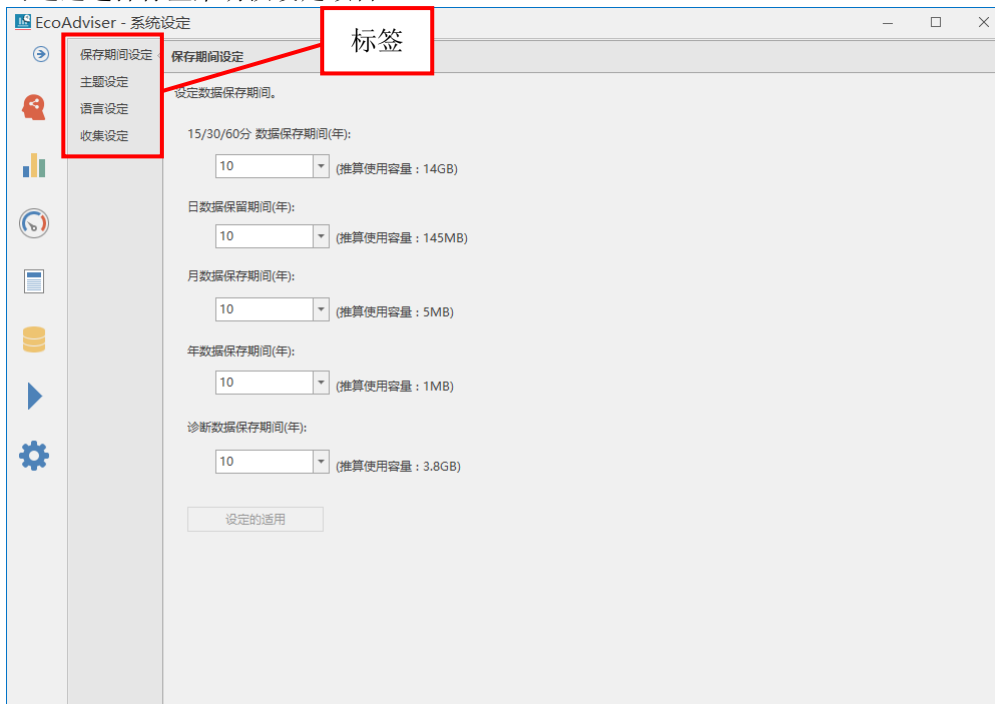 EcoAdviser - 系统设定
标签
保存期间设定
主题设定
语言设定
收集设定
保存期间设定
设定数据保存期间。
15/30/60分 数据保存期间(年):
10 (推算使用容量：14GB)
日数据保留期间(年):
10 (推算使用容量：145MB)
月数据保存期间(年):
10 (推算使用容量：5MB)
年数据保存期间(年):
10 (推算使用容量：1MB)
诊断数据保存期间(年):
10 (推算使用容量：3.8GB)
设定的适用